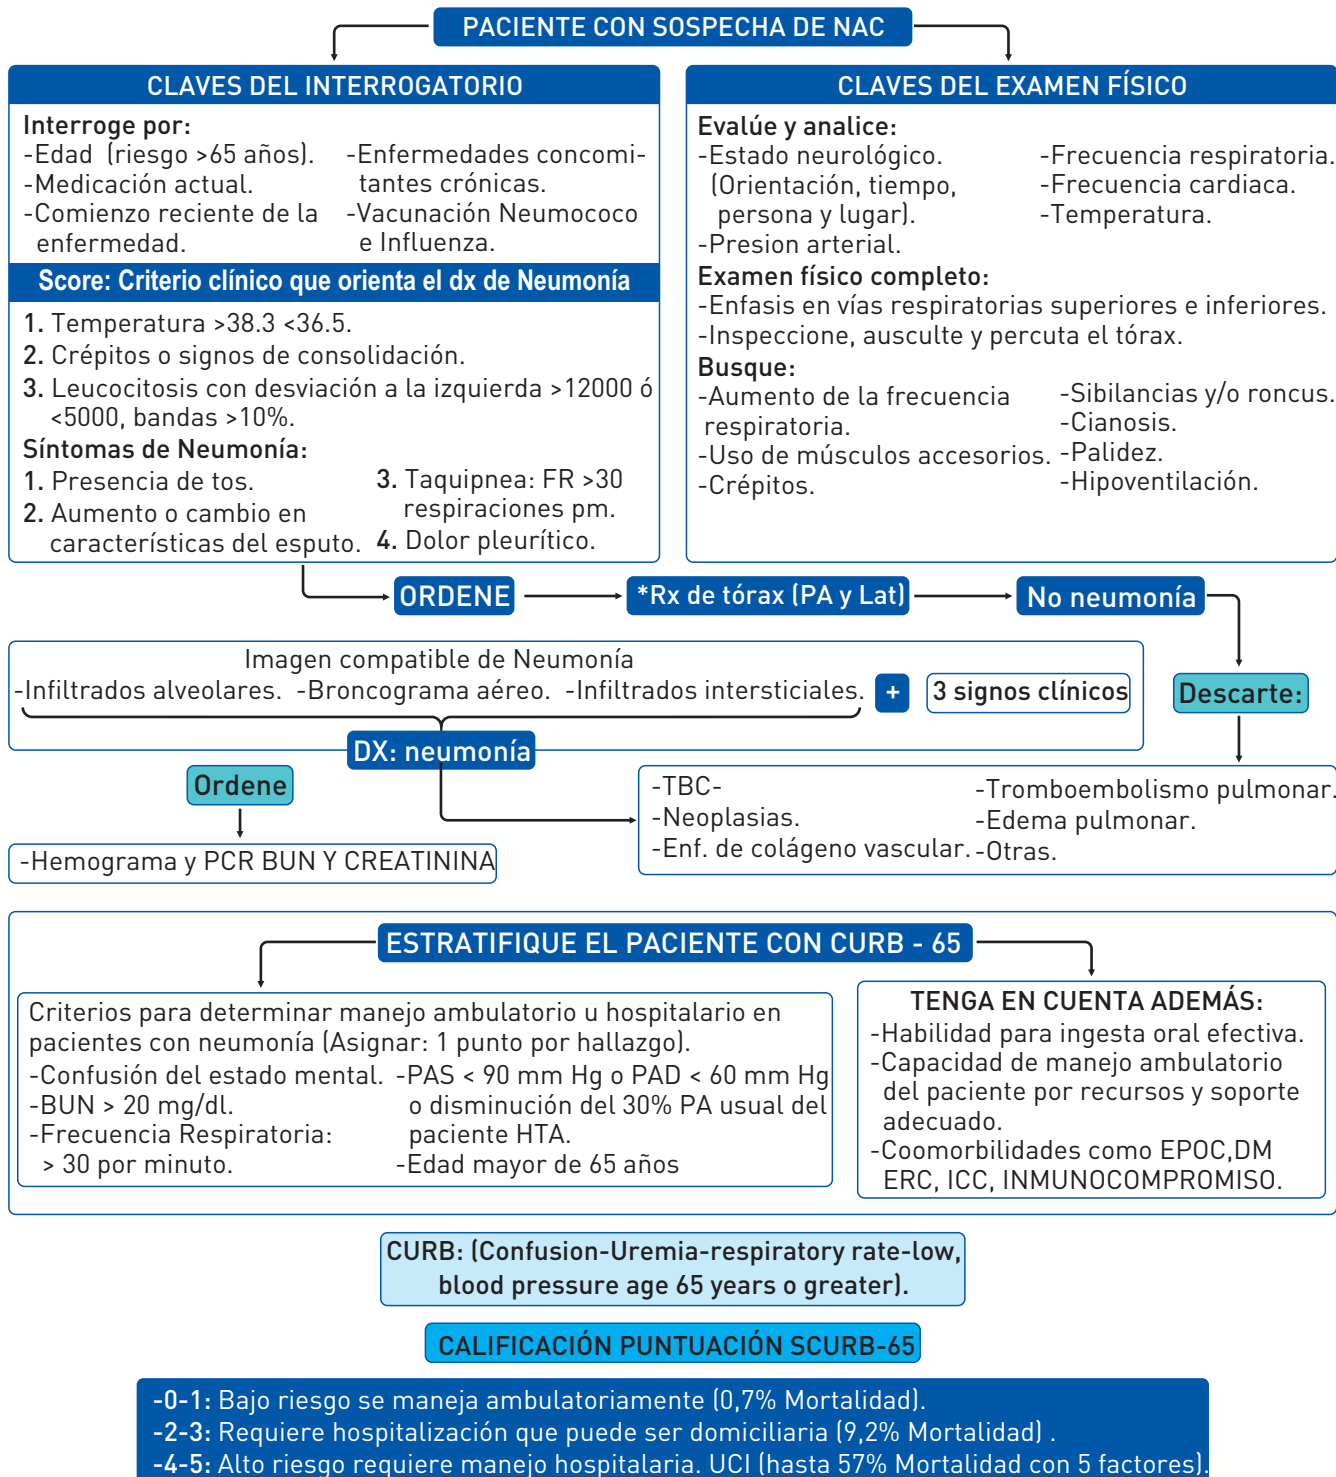 PACIENTE CON SOSPECHA DE NAC
CLAVES DEL INTERROGATORIO
Interroge por:
-Edad (riesgo >65 años).
-Medicación actual.
-Comienzo reciente de la
enfermedad.
-Enfermedades concomi-
tantes crónicas.
-Vacunación Neumococo
e Influenza.
Score: Criterio clínico que orienta el dx de Neumonía
1. Temperatura >38.3 <36.5.
2. Crépitos o signos de consolidación.
3. Leucocitosis con desviación a la izquierda >12000 ó
<5000, bandas >10%.
Síntomas de Neumonía:
1. Presencia de tos.
2. Aumento o cambio en
características del esputo.
3. Taquipnea: FR >30
respiraciones pm.
4. Dolor pleurítico.
CLAVES DEL EXAMEN FÍSICO
Evalúe y analice:
-Estado neurológico.
(Orientación, tiempo,
persona y lugar).
-Presion arterial.
-Frecuencia respiratoria.
-Frecuencia cardiaca.
-Temperatura.
Examen físico completo:
-Enfasis en vías respiratorias superiores e inferiores.
-Inspeccione, ausculte y percuta el tórax.
Busque:
-Aumento de la frecuencia
respiratoria.
-Uso de músculos accesorios.
-Crépitos.
-Sibilancias y/o roncus.
-Cianosis.
-Palidez.
-Hipoventilación.
ORDENE
*Rx de tórax (PA y Lat)
No neumonía
Imagen compatible de Neumonía
-Infiltrados alveolares. -Broncograma aéreo. -Infiltrados intersticiales.
+
3 signos clínicos
Descarte:
DX: neumonía
Ordene
-Hemograma y PCR BUN Y CREATININA
-TBC-
-Neoplasias.
-Enf. de colágeno vascular.
-Tromboembolismo pulmonar.
-Edema pulmonar.
-Otras.
ESTRATIFIQUE EL PACIENTE CON CURB - 65
Criterios para determinar manejo ambulatorio u hospitalario en
pacientes con neumonía (Asignar: 1 punto por hallazgo).
-Confusión del estado mental.
-BUN > 20 mg/dl.
-Frecuencia Respiratoria:
> 30 por minuto.
-PAS < 90 mm Hg o PAD < 60 mm Hg
o disminución del 30% PA usual del
paciente HTA.
-Edad mayor de 65 años
TENGA EN CUENTA ADEMÁS:
-Habilidad para ingesta oral efectiva.
-Capacidad de manejo ambulatorio
del paciente por recursos y soporte
adecuado.
-Coomorbilidades como EPOC,DM
ERC, ICC, INMUNOCOMPROMISO.
CURB: (Confusion-Uremia-respiratory rate-low,
blood pressure age 65 years o greater).
CALIFICACIÓN PUNTUACIÓN SCURB-65
-0-1: Bajo riesgo se maneja ambulatoriamente (0,7% Mortalidad).
-2-3: Requiere hospitalización que puede ser domiciliaria (9,2% Mortalidad) .
-4-5: Alto riesgo requiere manejo hospitalaria. UCI (hasta 57% Mortalidad con 5 factores).